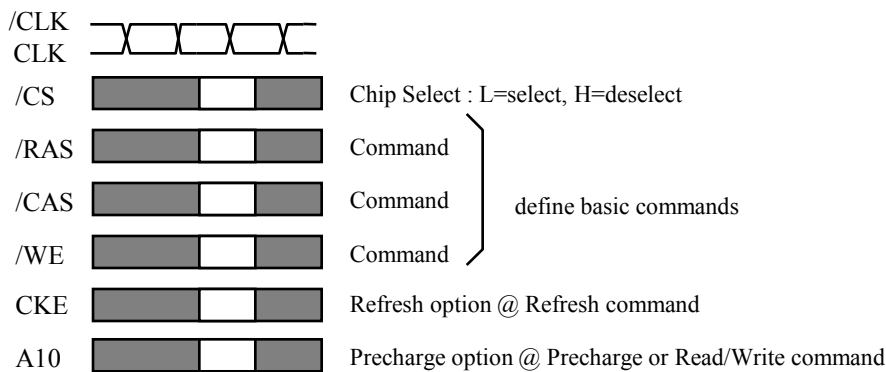 /CLK
CLK
/CS Chip Select : L=select, H=deselect
/RAS Command
/CAS Command define basic commands
/WE Command
CKE Refresh option @ Refresh command
A10 Precharge option @ Precharge or Read/Write command